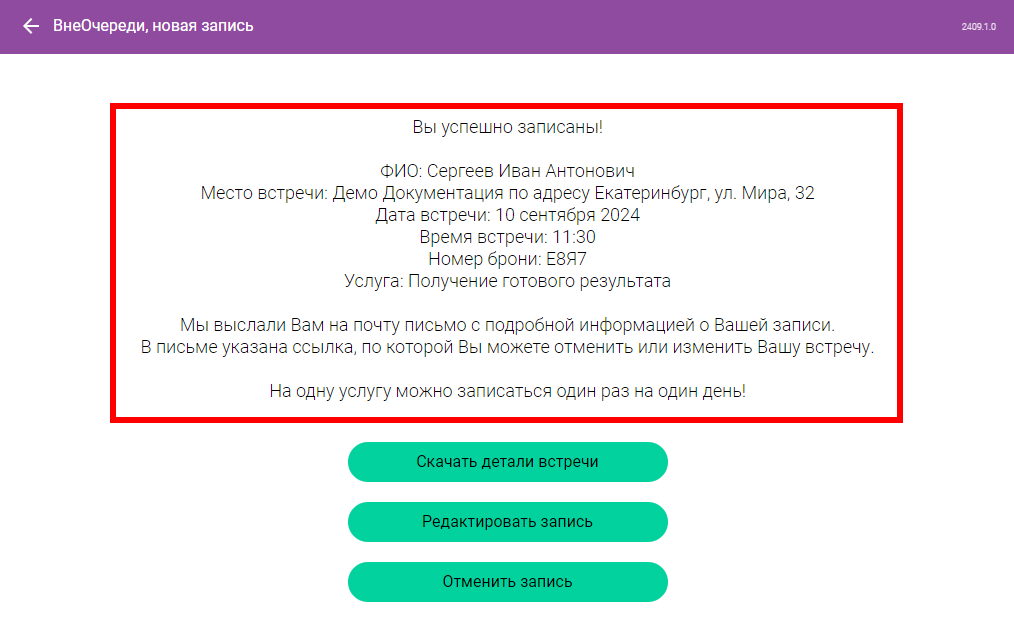 ВнеОчереди, новая запись
2409.1.0
Вы успешно записаны!
ФИО: Сергеев Иван Антонович
Место встречи: Демо Документация по адресу Екатеринбург, ул. Мира, 32
Дата встречи: 10 сентября 2024
Время встречи: 11:30
Номер брони: Е8Я7
Услуга: Получение готового результата
Мы выслали Вам на почту письмо с подробной информацией о Вашей записи.
В письме указана ссылка, по которой Вы можете отменить или изменить Вашу встречу.
На одну услугу можно записаться один раз на один день!
Скачать детали встречи
Редактировать запись
Отменить запись